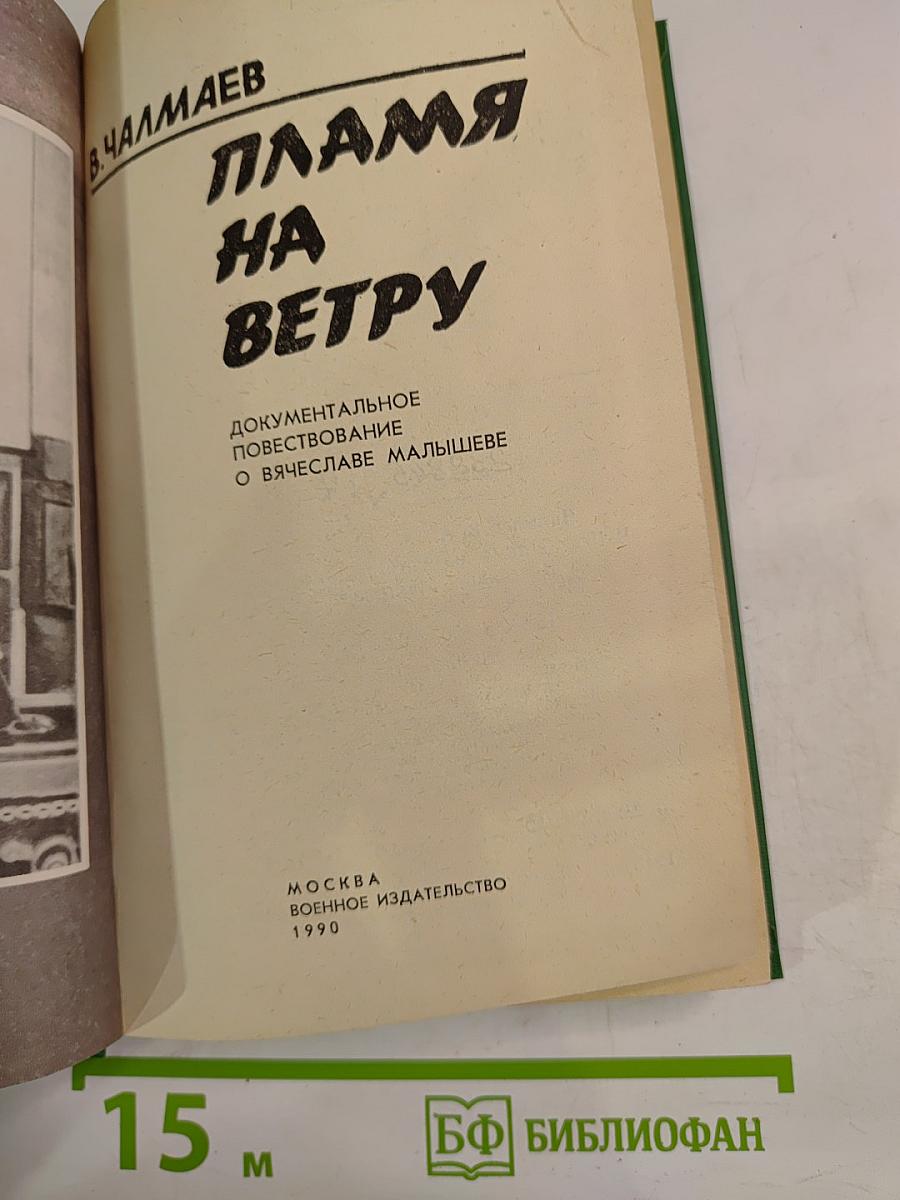 В. ЧАЛМАЕВ
ПЛАМЯ
НА
ВЕТРУ
ДОКУМЕНТАЛЬНОЕ
ПОВЕСТВОВАНИЕ
О ВЯЧЕСЛАВЕ МАЛЫШЕВЕ
МОСКВА
ВОЕННОЕ ИЗДАТЕЛЬСТВО
1990
15 м
БФ БИБЛИОФАН